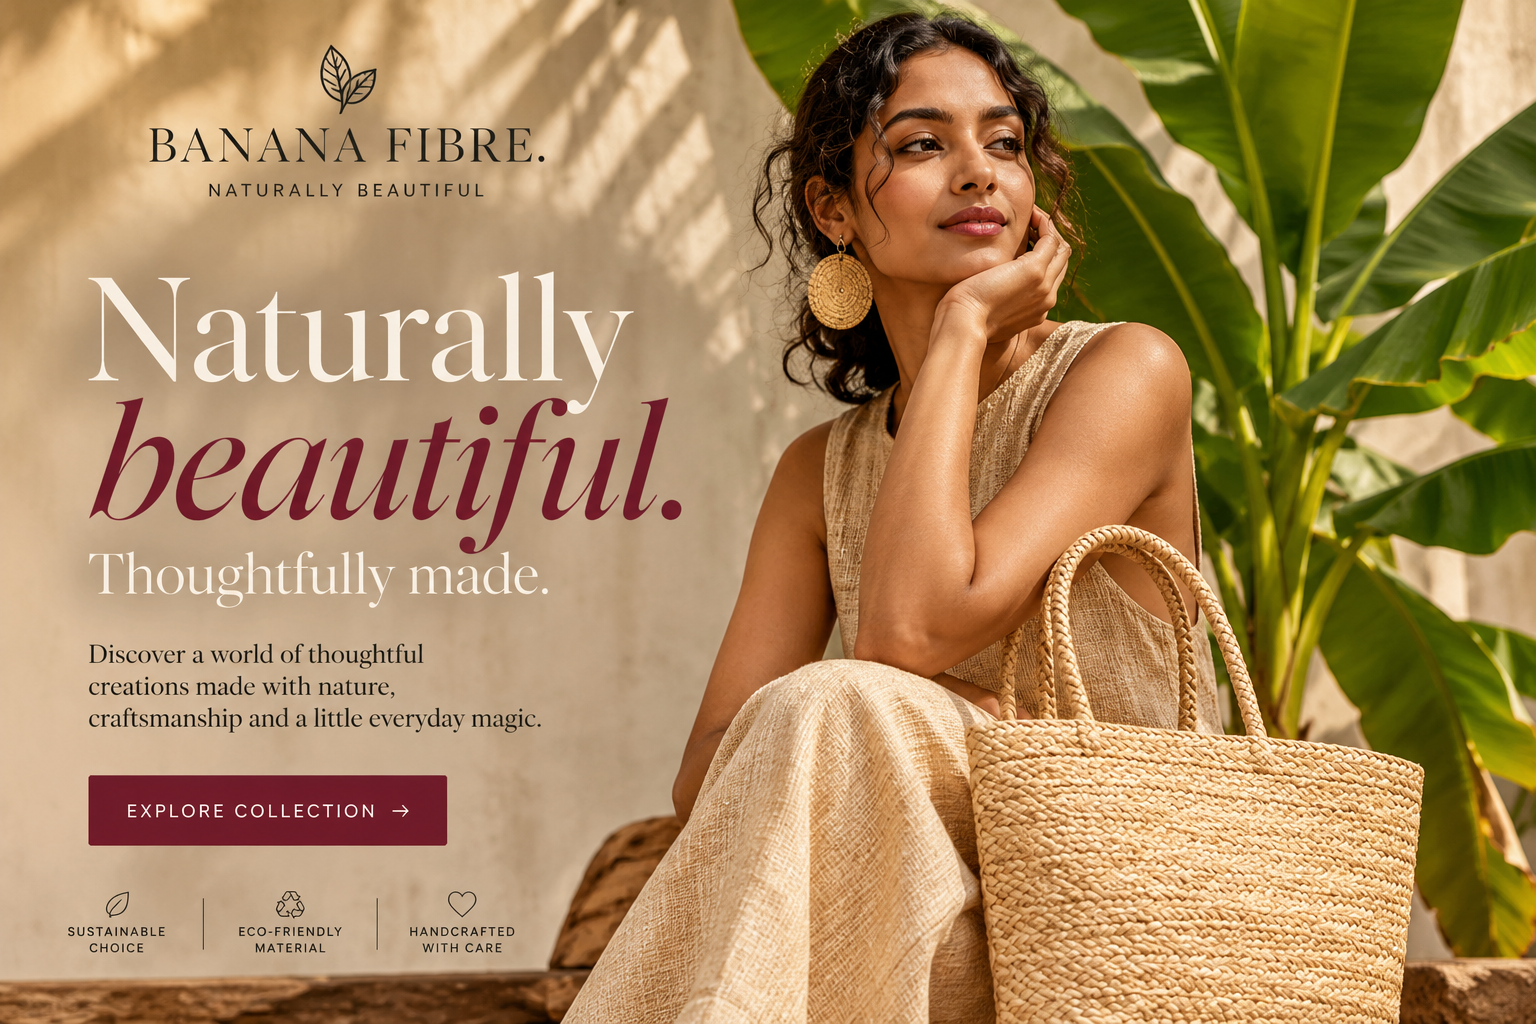 BANANA FIBRE.
NATURALLY BEAUTIFUL
Naturally
beautiful.
Thoughtfully made.
Discover a world of thoughtful
creations made with nature,
craftsmanship and a little everyday magic.
EXPLORE COLLECTION →
SUSTAINABLE
CHOICE
ECO-FRIENDLY
MATERIAL
HANDCRAFTED
WITH CARE